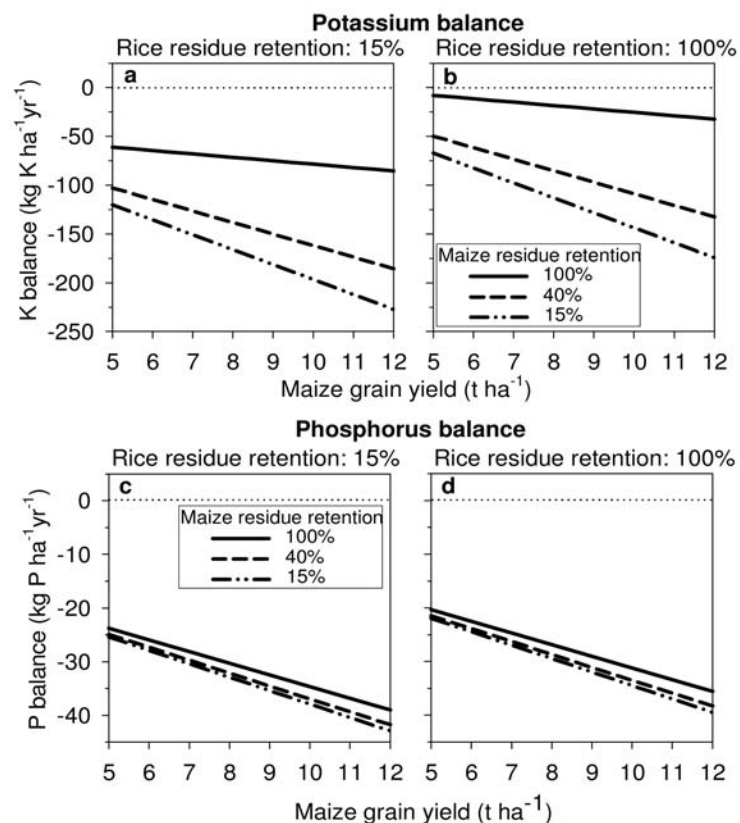 Potassium balance
Rice residue retention: 15% Rice residue retention: 100%
a b
K balance (kg K ha⁻¹yr⁻¹)
0
-50
-100
-150
-200
-250
Maize residue retention
100%
40%
15%
5 6 7 8 9 10 11 12 5 6 7 8 9 10 11 12
Maize grain yield (t ha⁻¹)
Phosphorus balance
Rice residue retention: 15% Rice residue retention: 100%
c d
P balance (kg P ha⁻¹yr⁻¹)
0
-10
-20
-30
-40
Maize residue retention
100%
40%
15%
5 6 7 8 9 10 11 12 5 6 7 8 9 10 11 12
Maize grain yield (t ha⁻¹)